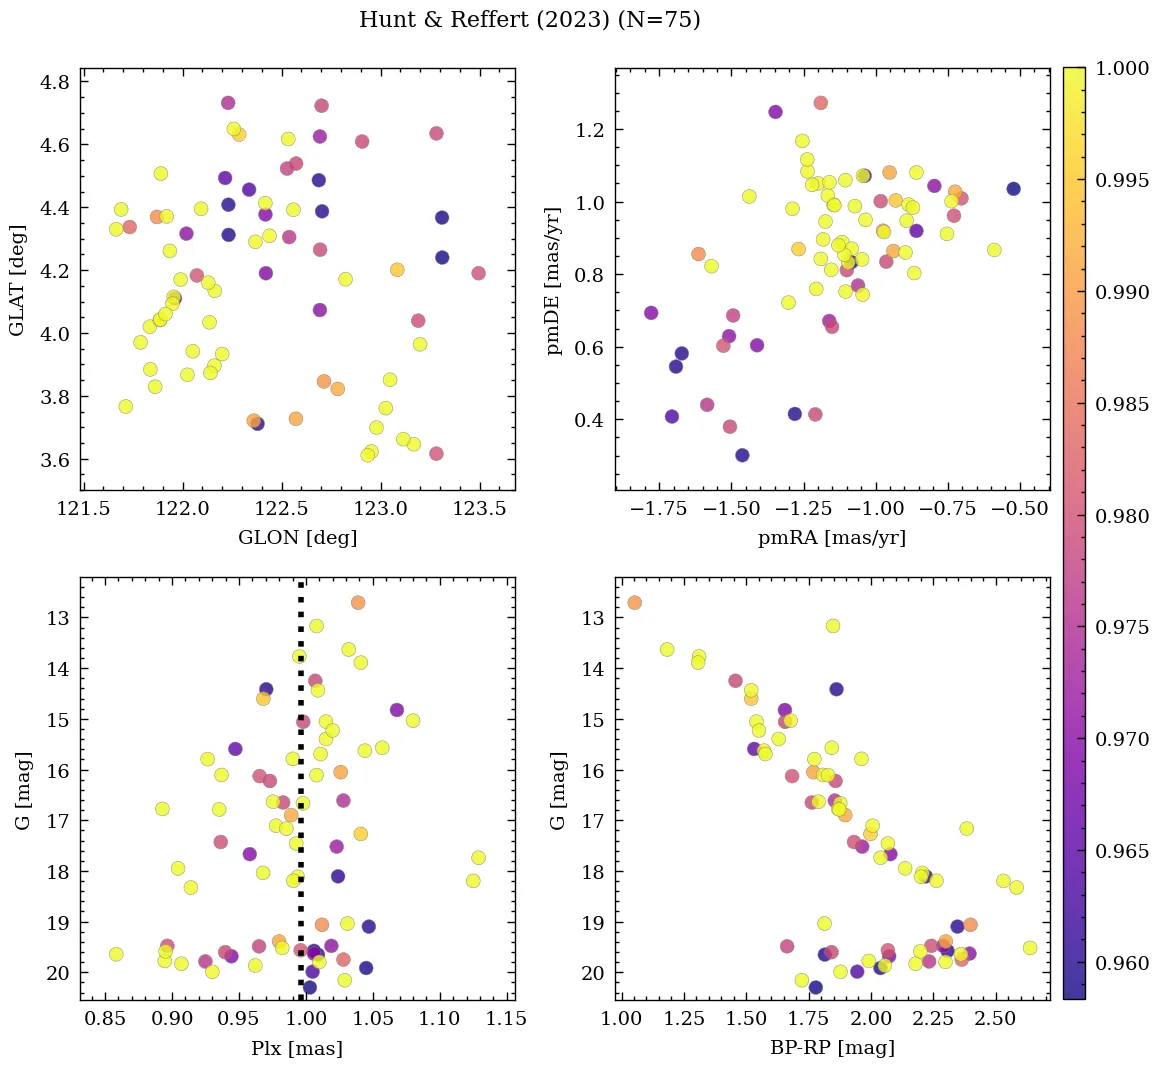 Hunt & Reffert (2023) (N=75)
4.8
4.6
4.4
4.2
4.0
3.8
3.6
GLAT [deg]
121.5 122.0 122.5 123.0 123.5
GLON [deg]
1.2
1.0
0.8
0.6
0.4
pmDE [mas/yr]
−1.75 −1.50 −1.25 −1.00 −0.75 −0.50
pmRA [mas/yr]
13
14
15
16
17
18
19
20
G [mag]
0.85 0.90 0.95 1.00 1.05 1.10 1.15
Plx [mas]
13
14
15
16
17
18
19
20
G [mag]
1.00 1.25 1.50 1.75 2.00 2.25 2.50
BP-RP [mag]
1.000
0.995
0.990
0.985
0.980
0.975
0.970
0.965
0.960